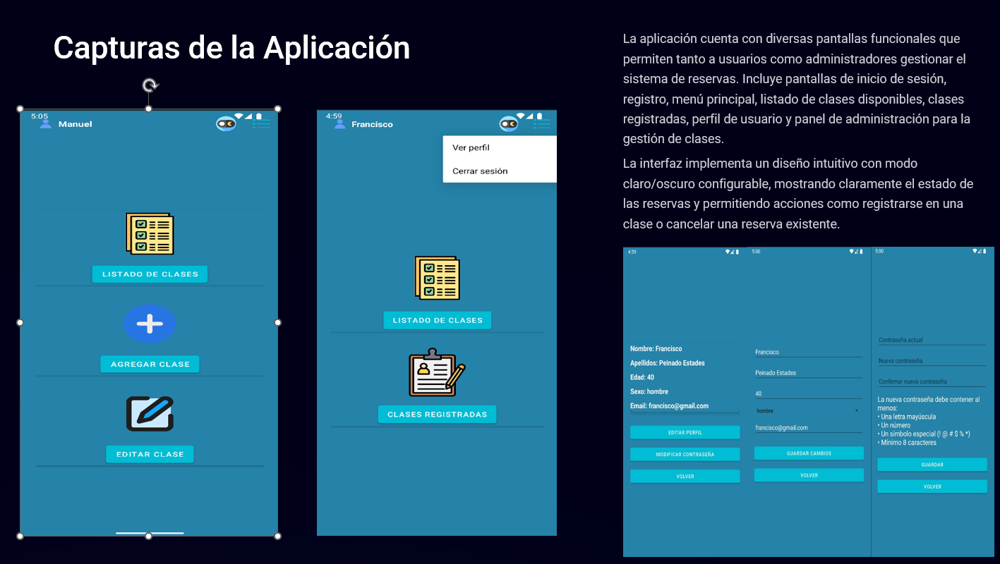 Capturas de la Aplicación
5:05
Manuel
LISTADO DE CLASES
AGREGAR CLASE
EDITAR CLASE
4:59
Francisco
Ver perfil
Cerrar sesión
LISTADO DE CLASES
CLASES REGISTRADAS
La aplicación cuenta con diversas pantallas funcionales que
permiten tanto a usuarios como administradores gestionar el
sistema de reservas. Incluye pantallas de inicio de sesión,
registro, menú principal, listado de clases disponibles, clases
registradas, perfil de usuario y panel de administración para la
gestión de clases.
La interfaz implementa un diseño intuitivo con modo
claro/oscuro configurable, mostrando claramente el estado de
las reservas y permitiendo acciones como registrarse en una
clase o cancelar una reserva existente.
4:59
Nombre: Francisco
Apellidos: Peinado Estades
Edad: 40
Sexo: hombre
Email: francisco@gmail.com
EDITAR PERFIL
MODIFICAR CONTRASEÑA
VOLVER
5:00
Francisco
Peinado Estades
40
hombre
francisco@gmail.com
GUARDAR CAMBIOS
VOLVER
5:00
Contraseña actual
Nueva contraseña
Confirmar nueva contraseña
La nueva contraseña debe contener al
menos:
• Una letra mayúscula
• Un número
• Un símbolo especial (! @ # $ % *)
• Mínimo 8 caracteres
GUARDAR
VOLVER